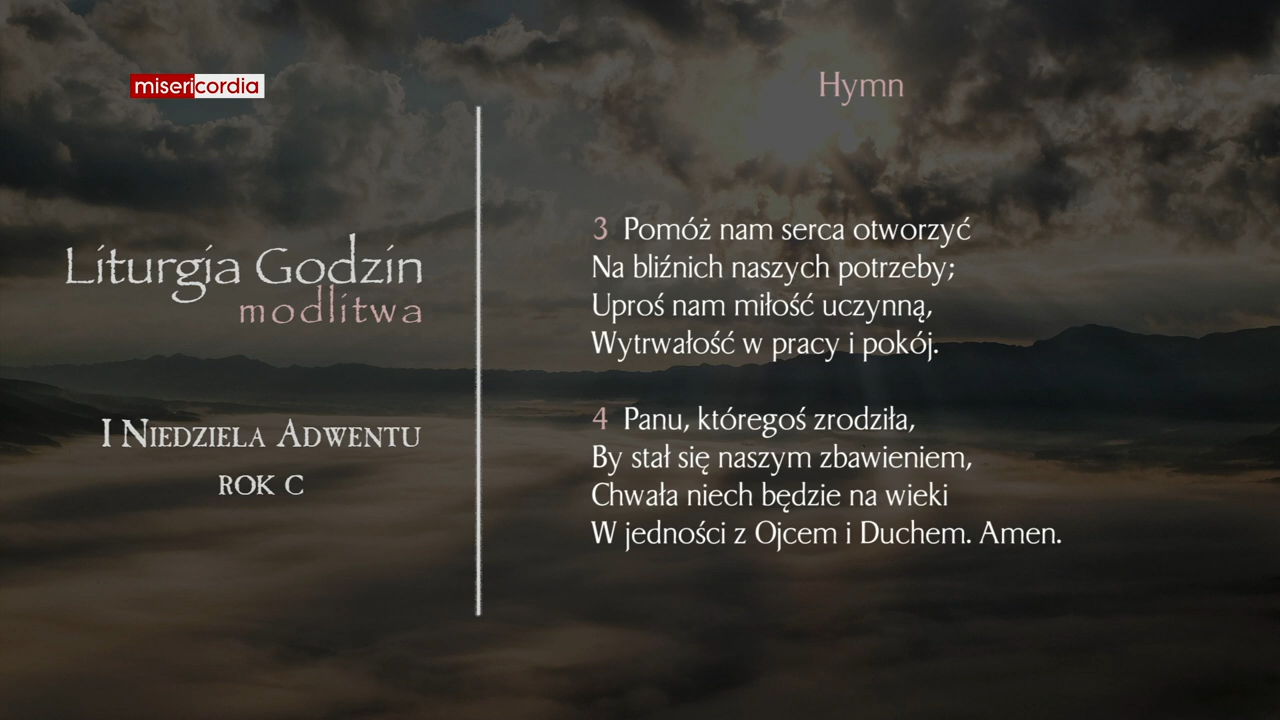 misericordia
Liturgia Godzin
modlitwa
I Niedziela Adwentu
rok C
Hymn
3 Pomóż nam serca otworzyć
Na bliźnich naszych potrzeby;
Uproś nam miłość uczynną,
Wytrwałość w pracy i pokój.
4 Panu, któregoś zrodziła,
By stał się naszym zbawieniem,
Chwała niech będzie na wieki
W jedności z Ojcem i Duchem. Amen.